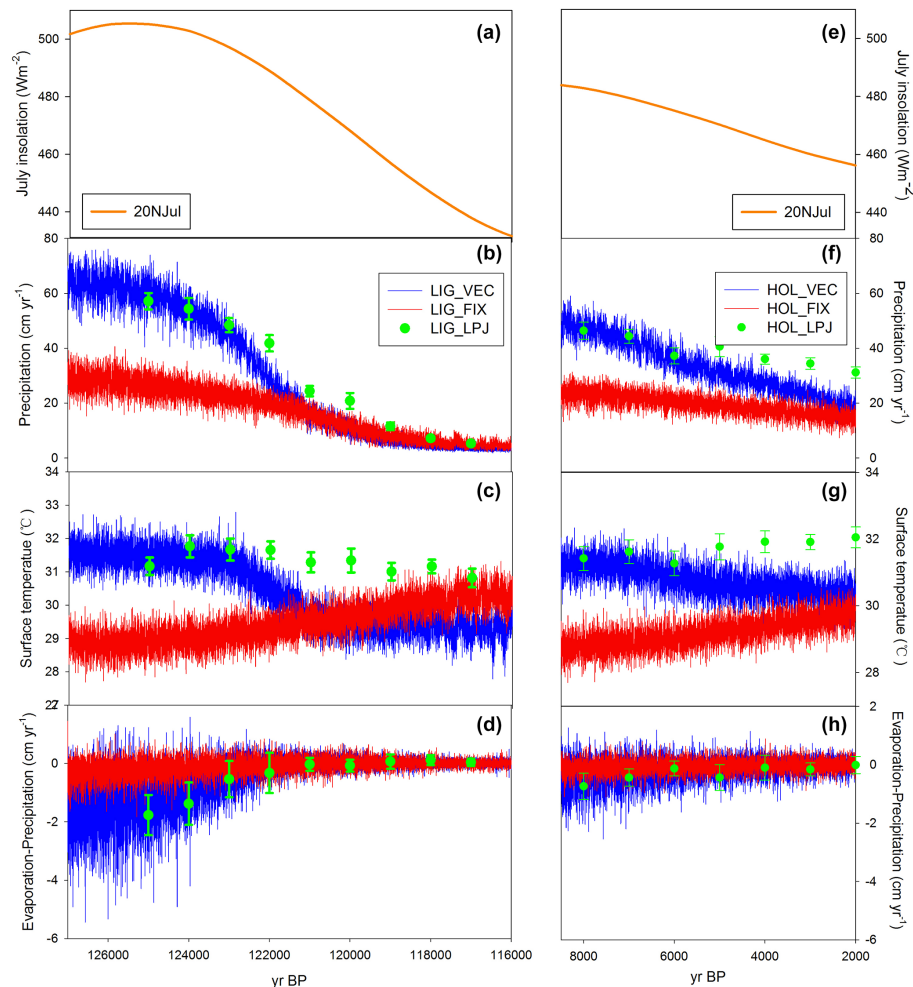 (a)
July insolation (Wm-2)
500
480
460
440
20NJul
(e)
500
480
460
440
July insolation (Wm-2)
20NJul
(b)
Precipitation (cm yr-1)
80
60
40
20
0
LIG_VEC
LIG_FIX
LIG_LPJ
(f)
80
60
40
20
0
Precipitation (cm yr-1)
HOL_VEC
HOL_FIX
HOL_LPJ
(c)
Surface temperatue (℃)
34
33
32
31
30
29
28
27
(g)
34
32
30
28
Surface temperatue (℃)
(d)
Evaporation-Precipitation (cm yr-1)
2
0
-2
-4
-6
126000 124000 122000 120000 118000 116000
yr BP
(h)
2
0
-2
-4
-6
Evaporation-Precipitation (cm yr-1)
8000 6000 4000 2000
yr BP